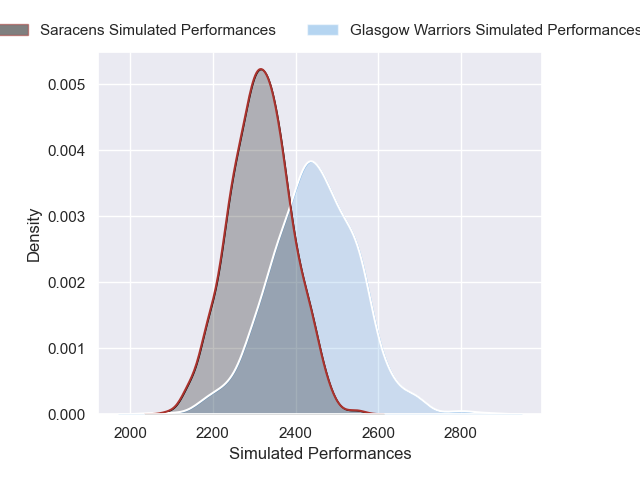 Saracens Simulated Performances
Glasgow Warriors Simulated Performances
0.005
0.004
0.003
0.002
0.001
0.000
Density
2000
2200
2400
2600
2800
Simulated Performances